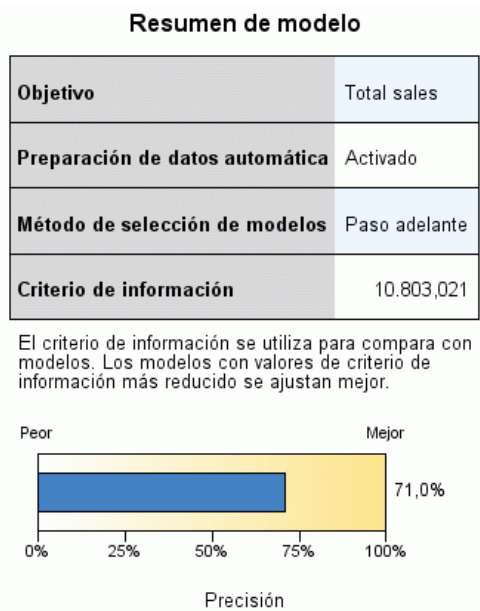 Resumen de modelo
Objetivo Total sales
Preparación de datos automática Activado
Método de selección de modelos Paso adelante
Criterio de información 10.803,021
El criterio de información se utiliza para compara con
modelos. Los modelos con valores de criterio de
información más reducido se ajustan mejor.
Peor Mejor
71,0%
0% 25% 50% 75% 100%
Precisión